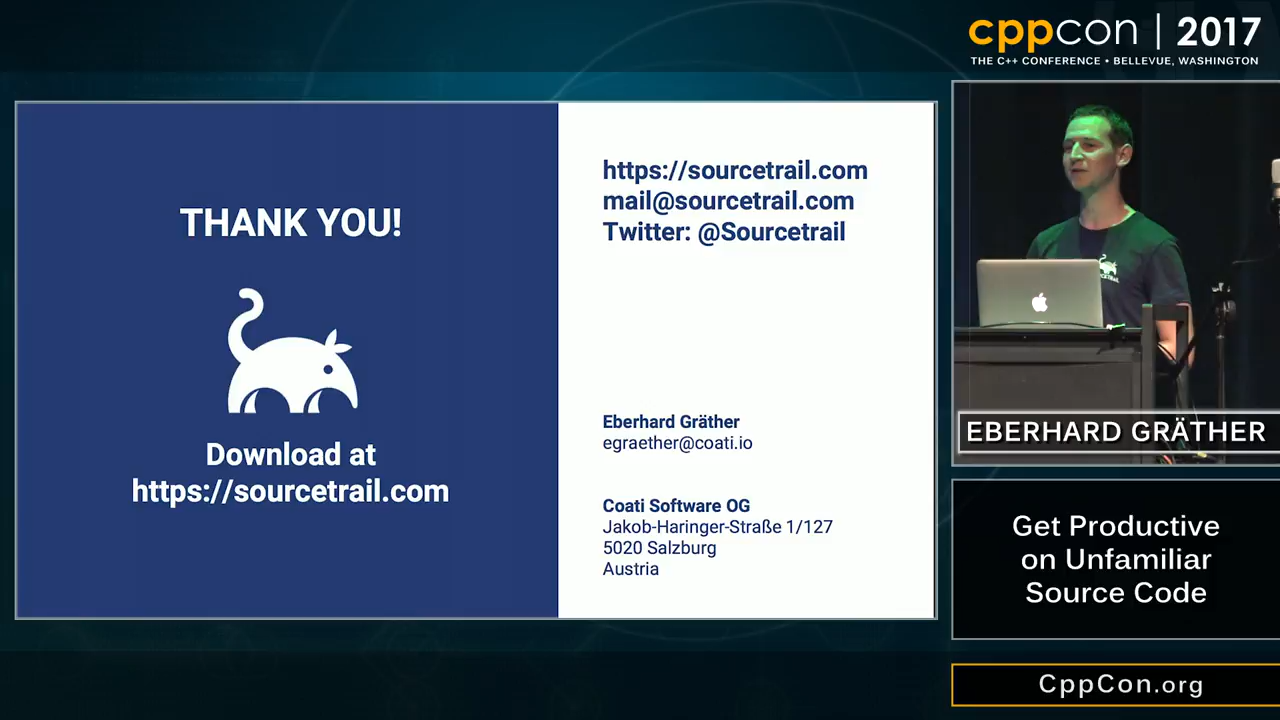 cppcon | 2017
THE C++ CONFERENCE • BELLEVUE, WASHINGTON
THANK YOU!
Download at
https://sourcetrail.com
https://sourcetrail.com
mail@sourcetrail.com
Twitter: @Sourcetrail
Eberhard Gräther
egraether@coati.io
Coati Software OG
Jakob-Haringer-Straße 1/127
5020 Salzburg
Austria
EBERHARD GRÄTHER
Get Productive
on Unfamiliar
Source Code
CppCon.org